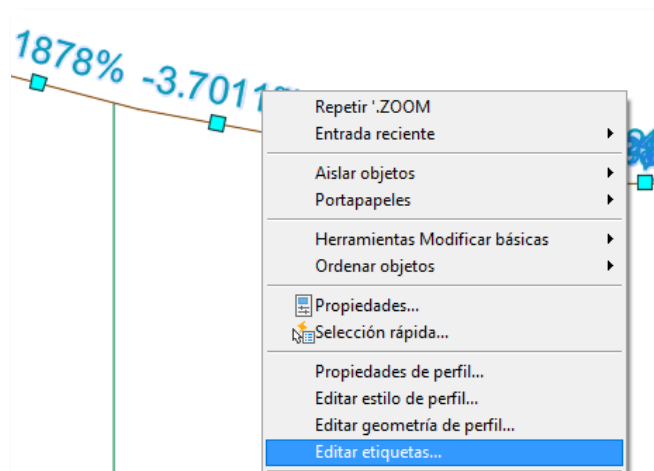 1878% -3.7011%
Repetir '.ZOOM
Entrada reciente
Aislar objetos
Portapapeles
Herramientas Modificar básicas
Ordenar objetos
Propiedades...
Selección rápida...
Propiedades de perfil...
Editar estilo de perfil...
Editar geometría de perfil...
Editar etiquetas...